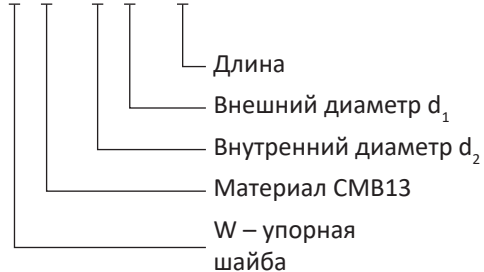 Длина
Внешний диаметр d₁
Внутренний диаметр d₂
Материал CMB13
W – упорная
шайба